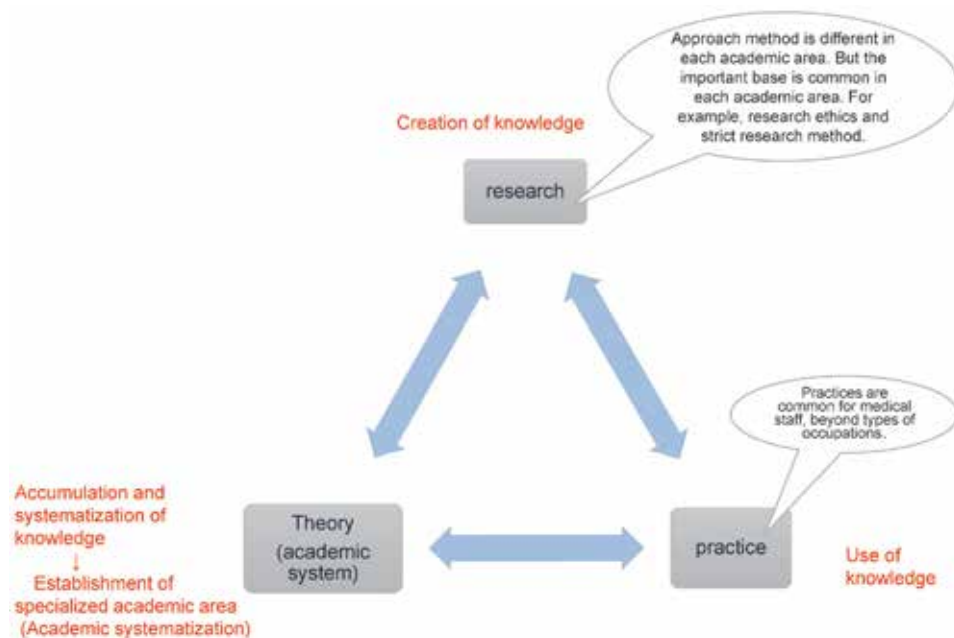 Approach method is different in
each academic area. But the
important base is common in
each academic area. For
example, research ethics and
strict research method.
Creation of knowledge
research
Practices are
common for medical
staff, beyond types of
occupations.
Accumulation and
systematization of
knowledge
↓
Establishment of
specialized academic area
(Academic systematization)
Theory
(academic
system)
practice
Use of
knowledge